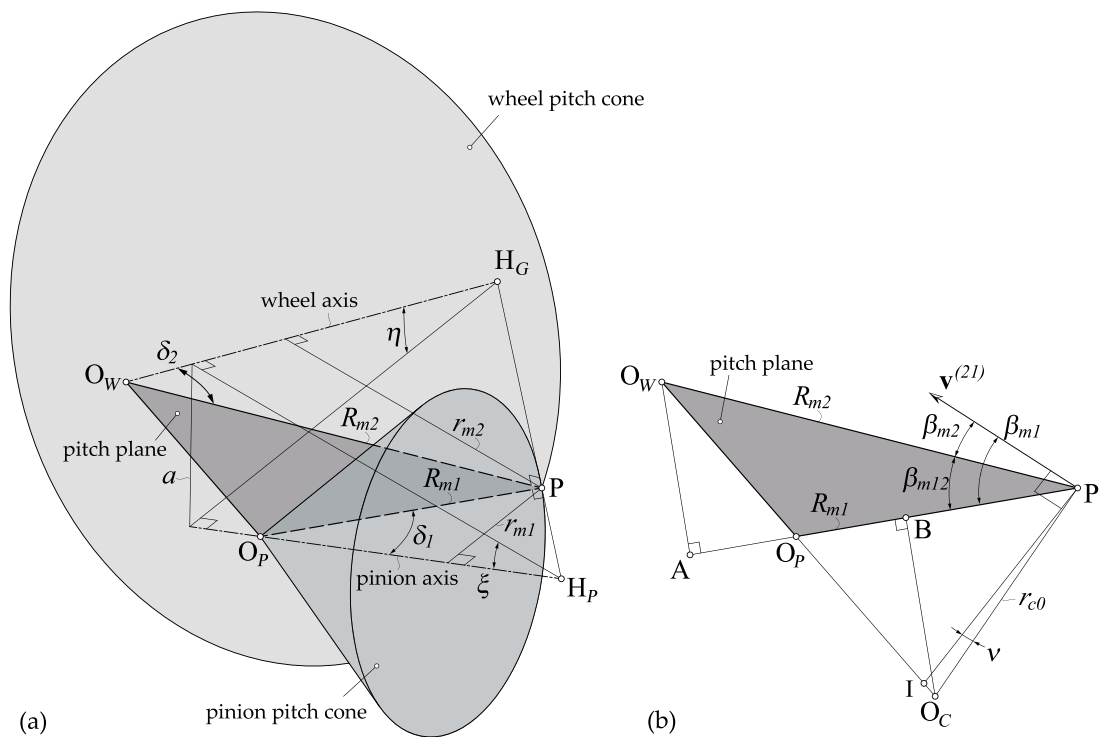 wheel pitch cone
H_G
wheel axis
η
δ_2
O_W
R_m2
r_m2
pitch plane
a
R_m1
P
r_m1
δ_1
O_P
pinion axis
ξ
H_P
pinion pitch cone
(a)
pitch plane
v^(21)
O_W
R_m2
β_m2
β_m1
β_m12
P
R_m1
B
O_P
A
r_c0
ν
I
O_C
(b)